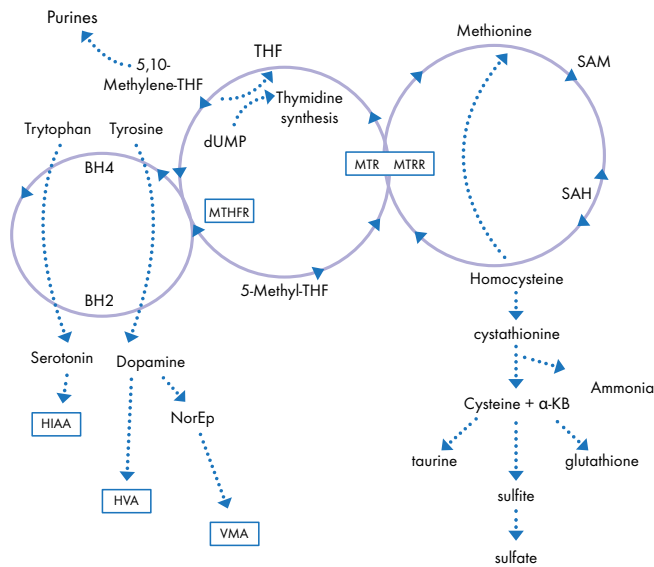 Purines
THF
Methionine
5,10-
Methylene-THF
SAM
Thymidine
synthesis
Trytophan
Tyrosine
dUMP
BH4
MTR
MTRR
SAH
MTHFR
Homocysteine
5-Methyl-THF
BH2
cystathionine
Serotonin
Dopamine
Ammonia
Cysteine + α-KB
HIAA
NorEp
taurine
glutathione
HVA
sulfite
VMA
sulfate